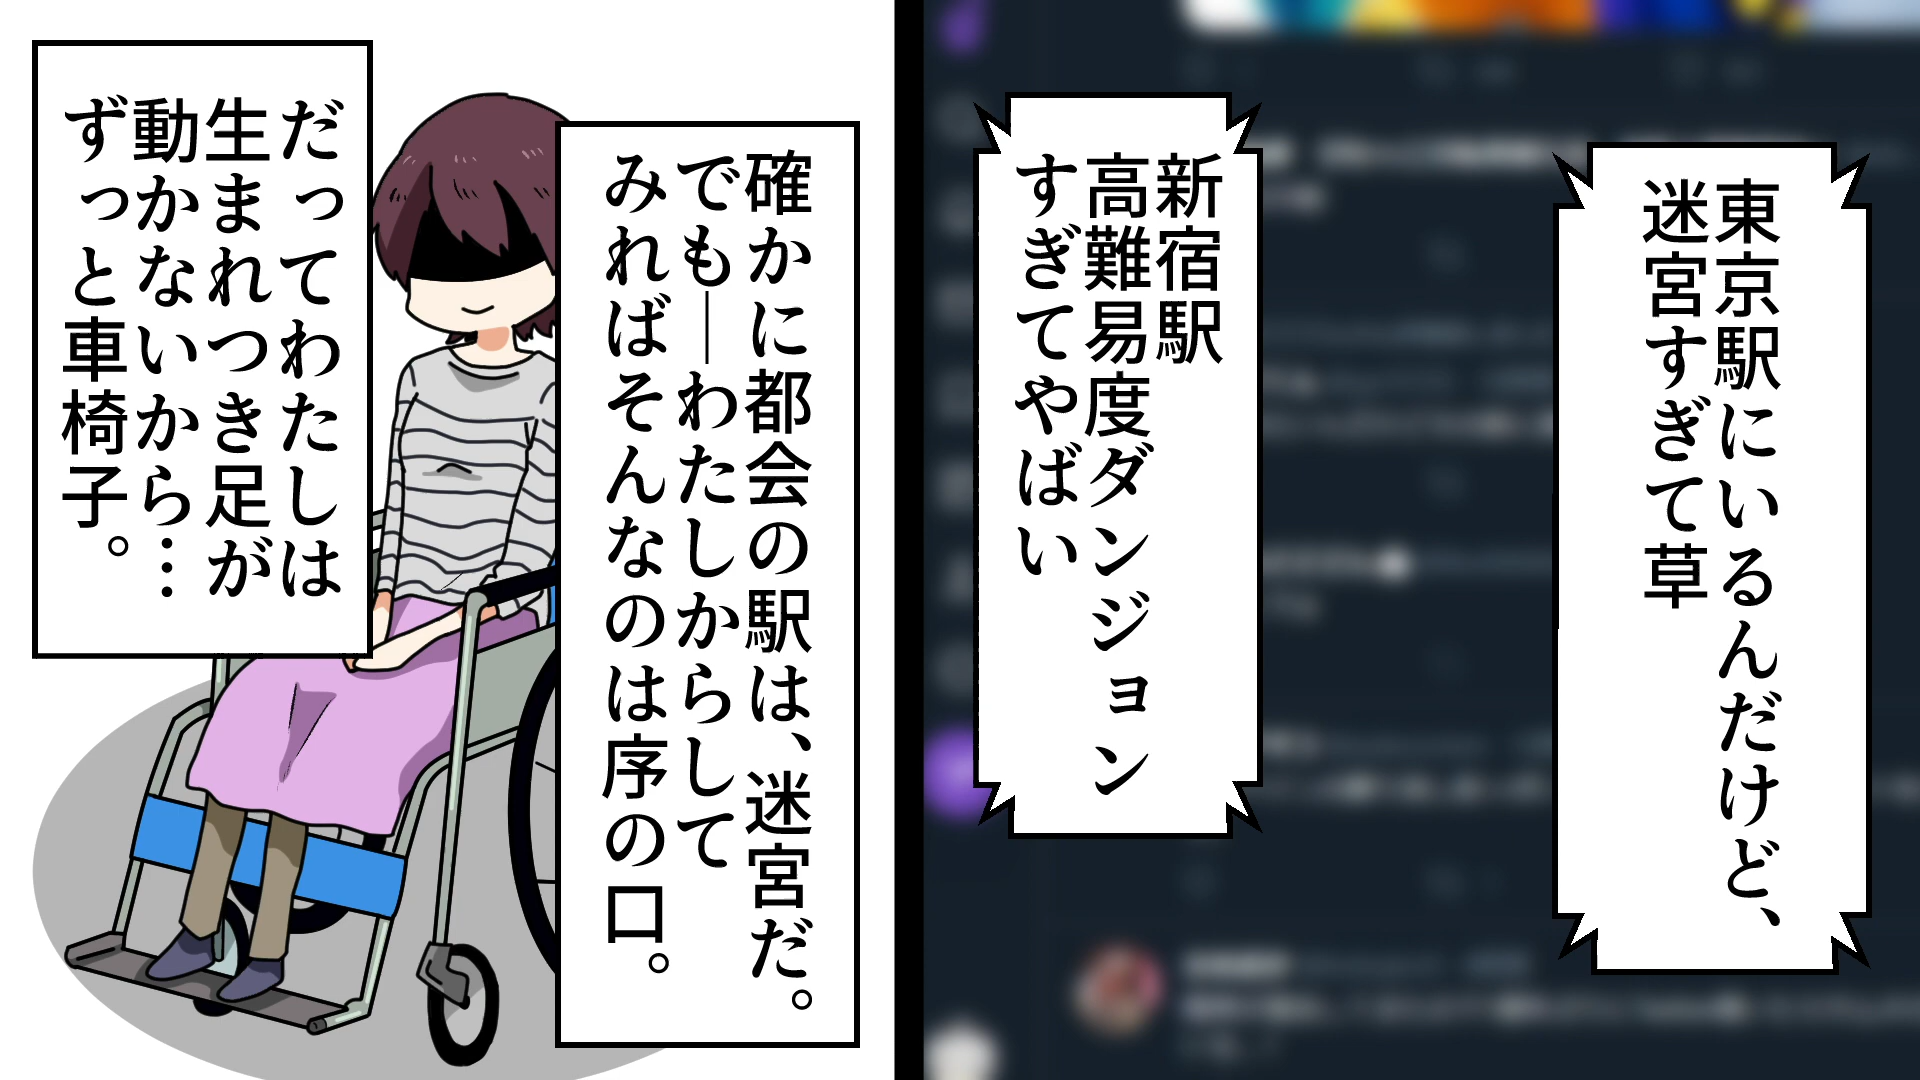 東京駅にいるんだけど、
迷宮すぎて草
新宿駅
高難易度ダンジョン
すぎてやばい
確かに都会の駅は、迷宮だ。
でも―わたしからして
みればそんなのは序の口。
だってわたしは
生まれつき足が
動かないから…
ずっと車椅子。